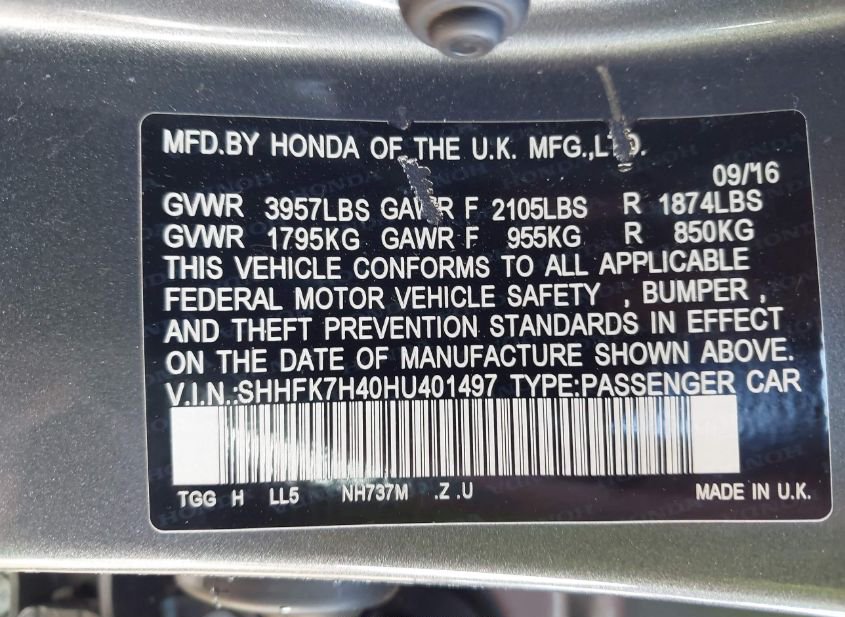 MFD.BY HONDA OF THE U.K. MFG.,LTD.
09/'16
GVWR 3957LBS GAWR F 2105LBS R 1874LBS
GVWR 1795KG GAWR F 955KG R 850KG
THIS VEHICLE CONFORMS TO ALL APPLICABLE
FEDERAL MOTOR VEHICLE SAFETY , BUMPER ,
AND THEFT PREVENTION STANDARDS IN EFFECT
ON THE DATE OF MANUFACTURE SHOWN ABOVE.
V.I.N.:SHHFK7H40HU401497 TYPE:PASSENGER CAR
TGG H LL5 NH737M .Z .U MADE IN U.K.